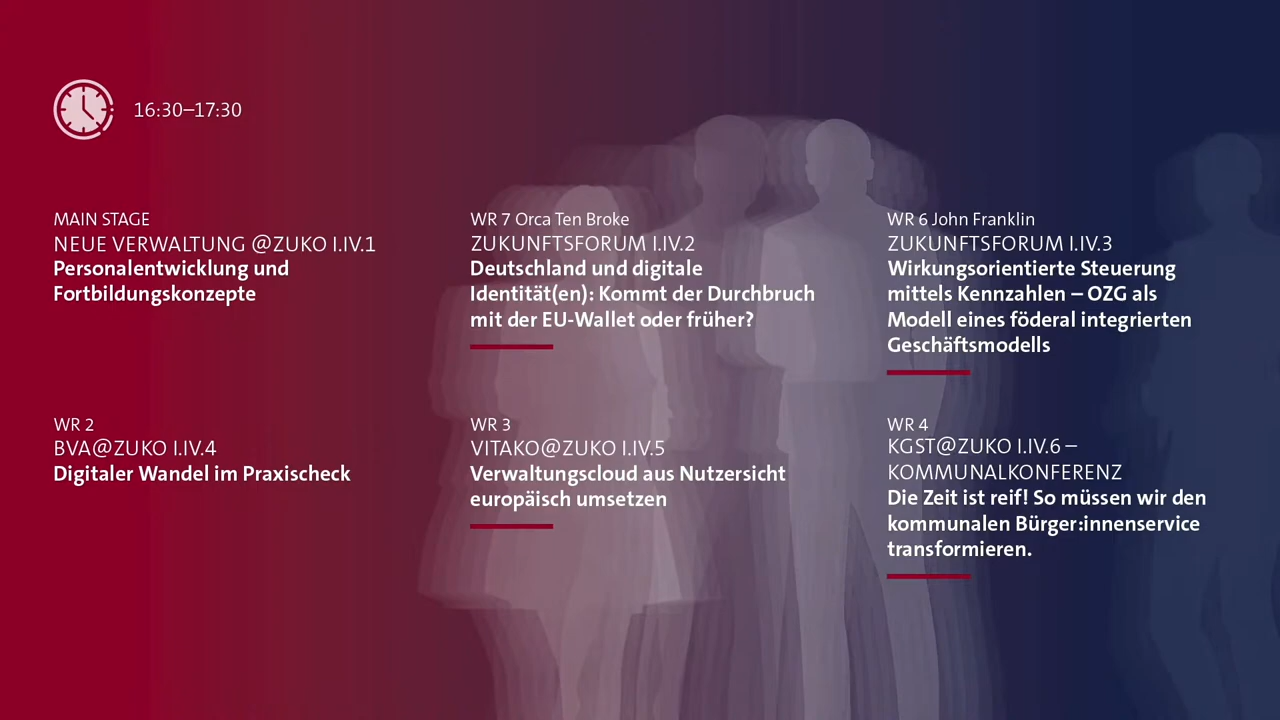 16:30–17:30
MAIN STAGE
NEUE VERWALTUNG @ZUKO I.IV.1
Personalentwicklung und
Fortbildungskonzepte
WR 7 Orca Ten Broke
ZUKUNFTSFORUM I.IV.2
Deutschland und digitale
Identität(en): Kommt der Durchbruch
mit der EU-Wallet oder früher?
WR 6 John Franklin
ZUKUNFTSFORUM I.IV.3
Wirkungsorientierte Steuerung
mittels Kennzahlen – OZG als
Modell eines föderal integrierten
Geschäftsmodells
WR 2
BVA@ZUKO I.IV.4
Digitaler Wandel im Praxischeck
WR 3
VITAKO@ZUKO I.IV.5
Verwaltungscloud aus Nutzersicht
europäisch umsetzen
WR 4
KGST@ZUKO I.IV.6 –
KOMMUNALKONFERENZ
Die Zeit ist reif! So müssen wir den
kommunalen Bürger:innenservice
transformieren.